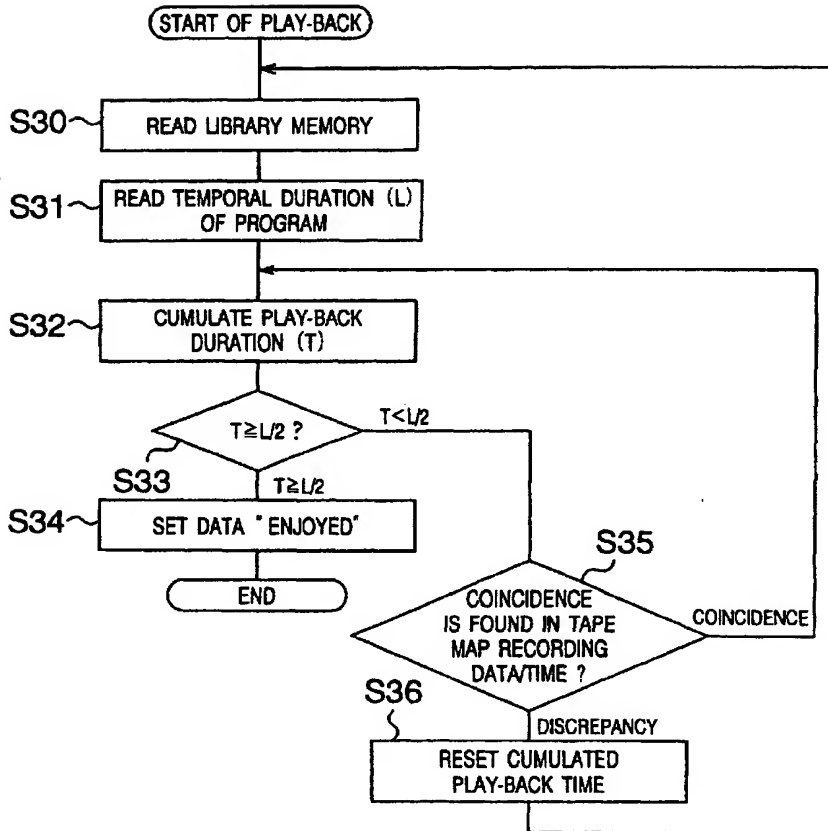 START OF PLAY-BACK
S30
READ LIBRARY MEMORY
S31
READ TEMPORAL DURATION (L)
OF PROGRAM
S32
CUMULATE PLAY-BACK
DURATION (T)
T≧L/2 ?
T<L/2
S33
T≧L/2
S34
SET DATA "ENJOYED"
END
S35
COINCIDENCE
IS FOUND IN TAPE
MAP RECORDING
DATA/TIME ?
COINCIDENCE
S36
DISCREPANCY
RESET CUMULATED
PLAY-BACK TIME